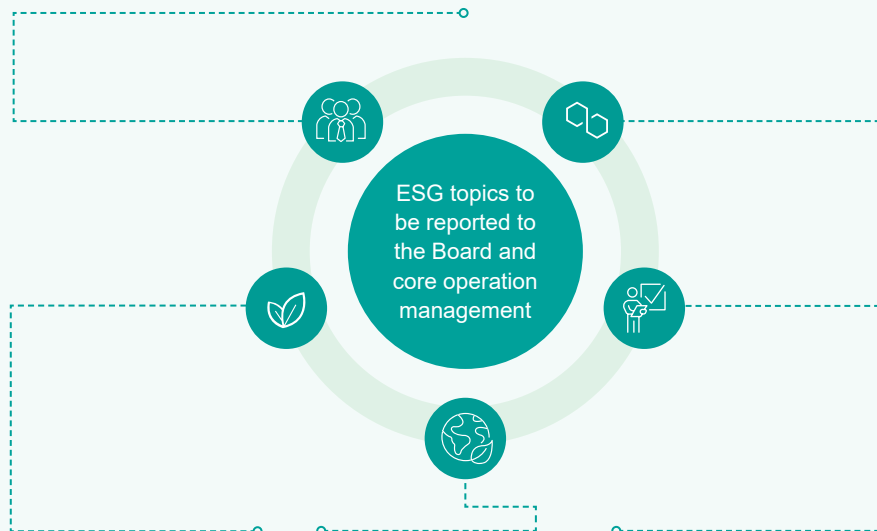 ESG topics to
be reported to
the Board and
core operation
management